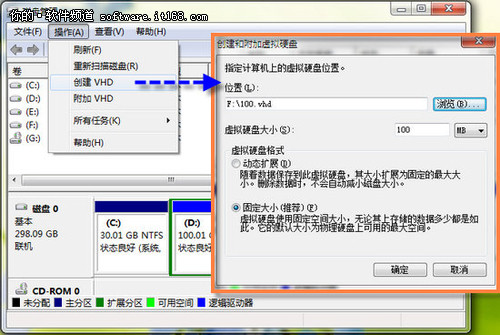 你的·软件频道 software.it168.com
文件(F) 操作(A) 查看(V) 帮助(H)
刷新(F)
重新扫描磁盘(R)
创建 VHD
附加 VHD
所有任务(K)
帮助(H)
卷
(C:)
(D:)
(E:)
(F:)
(G:)
磁盘 0
基本
298.09 GB
联机
(C:)
30.01 GB NTFS
状态良好 (系统,
(D:)
100.01 G
状态良好
CD-ROM 0
未分配 主分区 扩展分区 可用空间 逻辑驱动器
创建和附加虚拟硬盘
指定计算机上的虚拟硬盘位置。
位置(L):
F:\100.vhd
浏览(B)...
虚拟硬盘大小(S):
100
MB
虚拟硬盘格式
动态扩展(D)
随着数据保存到此虚拟硬盘，其大小扩展为固定的最大大
小。删除数据时，不会自动减小磁盘大小。
固定大小(推荐)(F)
虚拟硬盘使用固定空间大小，无论其上存储的数据多少都是如
此。它的默认大小为物理硬盘上可用的最大空间。
确定
取消